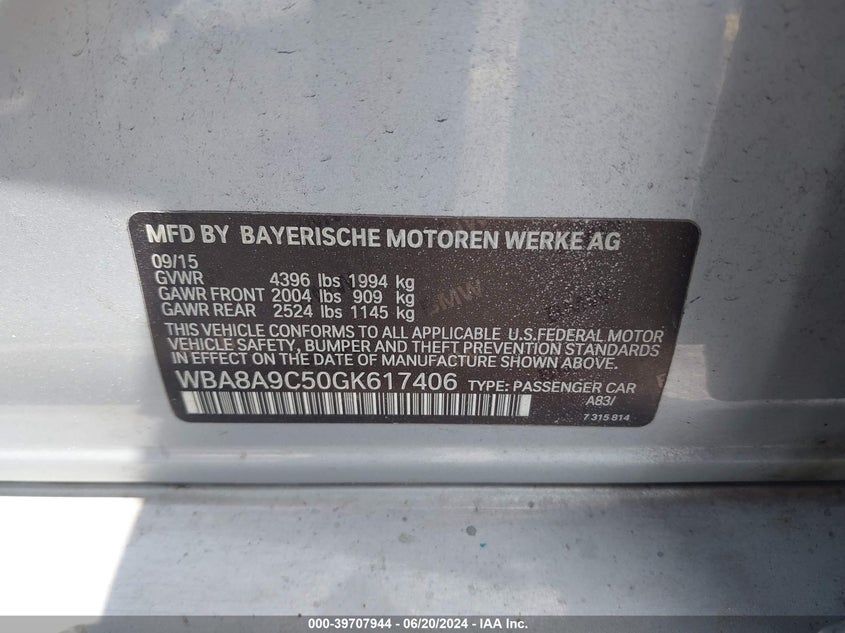 MFD BY BAYERISCHE MOTOREN WERKE AG
09/15
GVWR 4396 lbs 1994 kg
GAWR FRONT 2004 lbs 909 kg
GAWR REAR 2524 lbs 1145 kg
THIS VEHICLE CONFORMS TO ALL APPLICABLE U.S.FEDERAL MOTOR
VEHICLE SAFETY, BUMPER AND THEFT PREVENTION STANDARDS
IN EFFECT ON THE DATE OF MANUFACTURE SHOWN ABOVE.
WBA8A9C50GK617406 TYPE: PASSENGER CAR
A83/
7 315 814
BMW
000-39707944 - 06/20/2024 - IAA Inc.